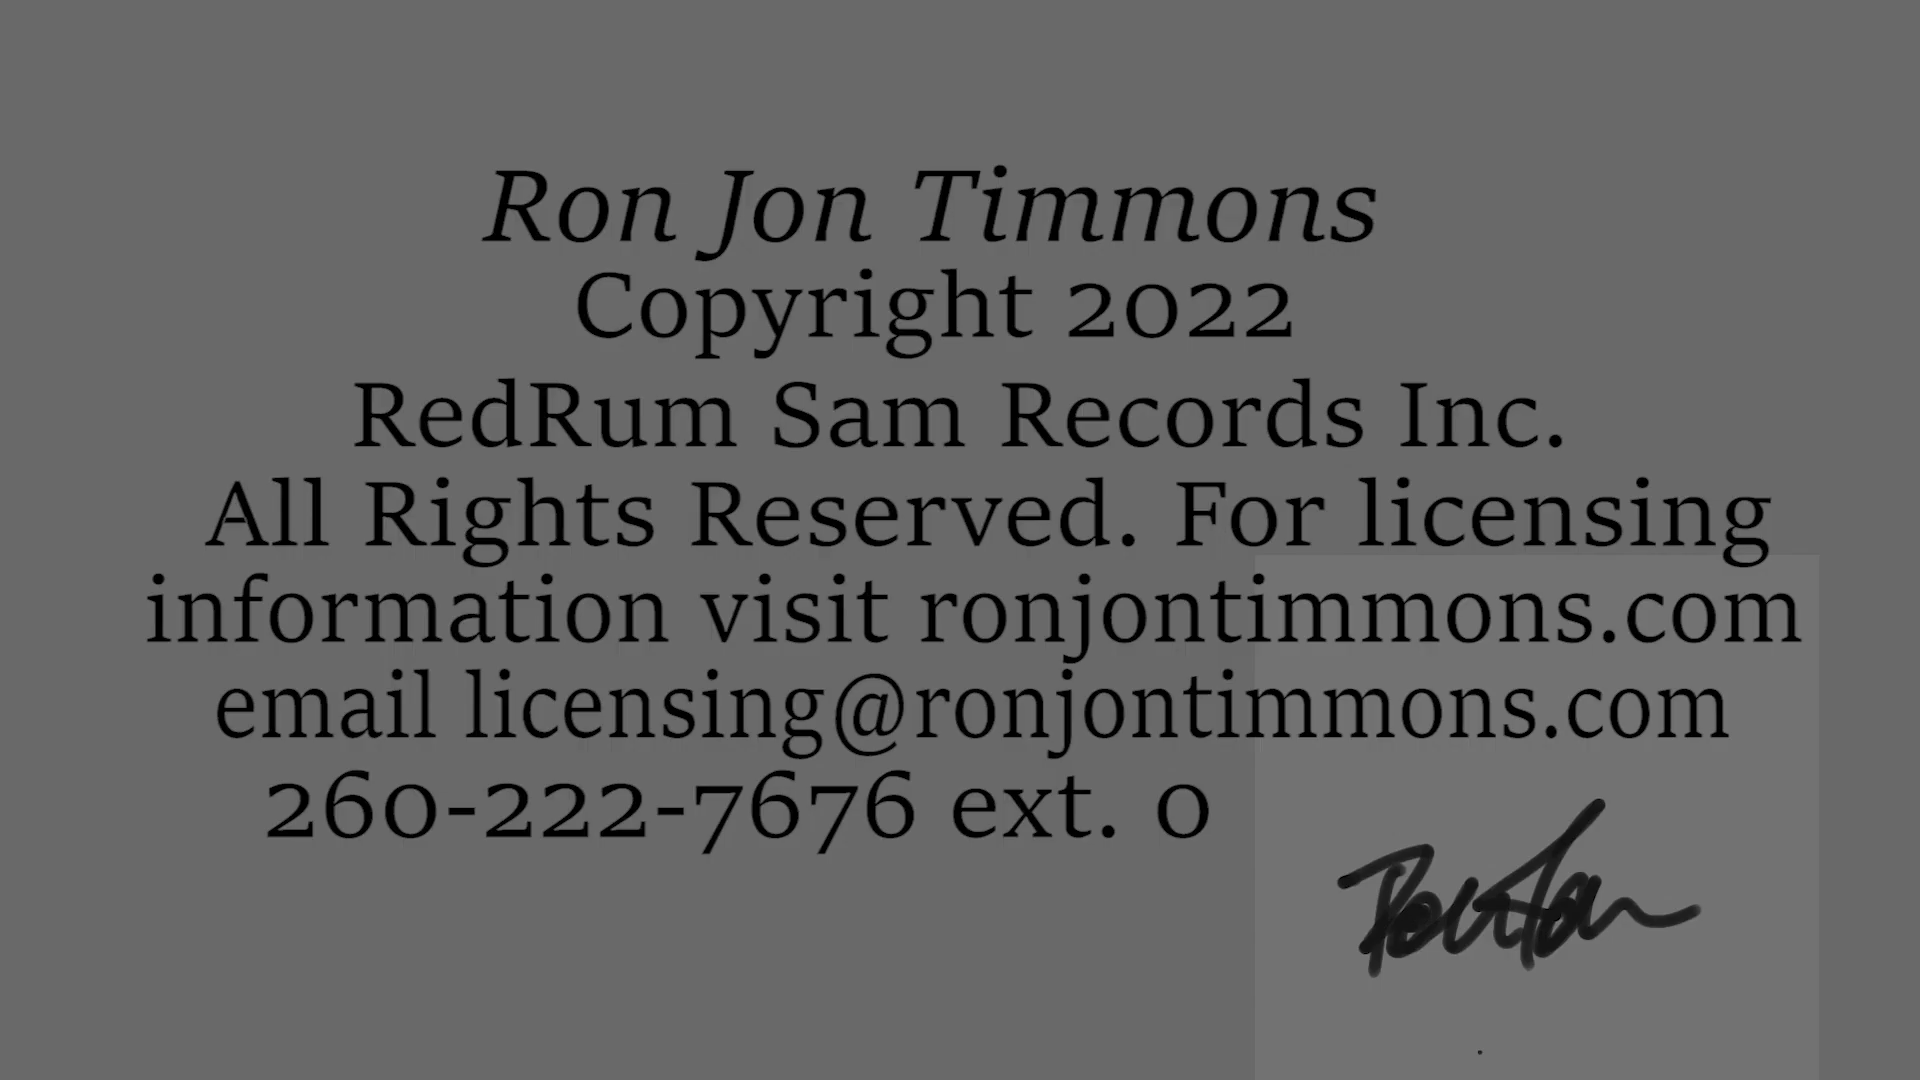 Ron Jon Timmons
Copyright 2022
RedRum Sam Records Inc.
All Rights Reserved. For licensing
information visit ronjontimmons.com
email licensing@ronjontimmons.com
260-222-7676 ext. 0